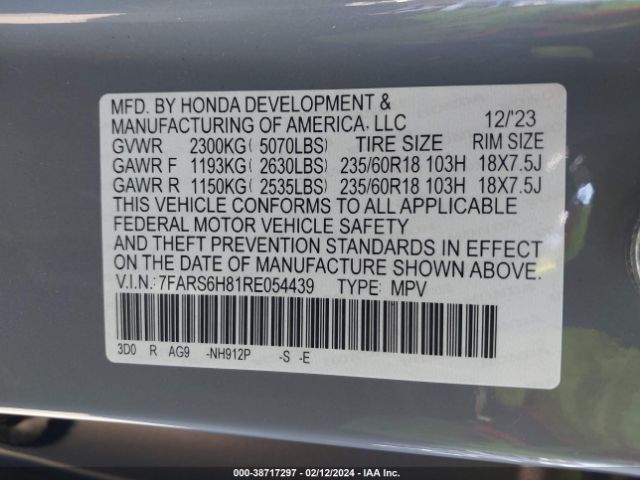 MFD. BY HONDA DEVELOPMENT &
MANUFACTURING OF AMERICA, LLC 12/'23
GVWR 2300KG( 5070LBS) TIRE SIZE RIM SIZE
GAWR F 1193KG( 2630LBS) 235/60R18 103H 18X7.5J
GAWR R 1150KG( 2535LBS) 235/60R18 103H 18X7.5J
THIS VEHICLE CONFORMS TO ALL APPLICABLE
FEDERAL MOTOR VEHICLE SAFETY
AND THEFT PREVENTION STANDARDS IN EFFECT
ON THE DATE OF MANUFACTURE SHOWN ABOVE.
V.I.N.: 7FARS6H81RE054439 TYPE: MPV
3D0 R AG9 -NH912P -S -E
000-38717297 - 02/12/2024 - IAA Inc.